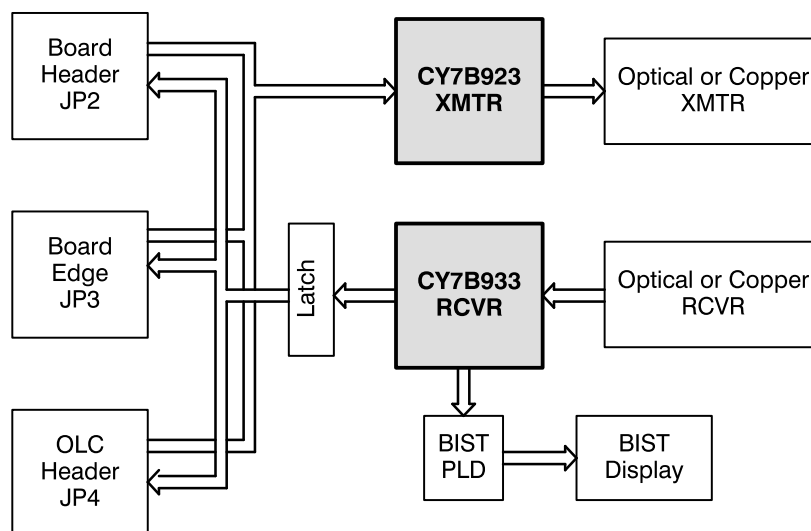 Board
Header
JP2
CY7B923
XMTR
Optical or Copper
XMTR
Board
Edge
JP3
Latch
CY7B933
RCVR
Optical or Copper
RCVR
OLC
Header
JP4
BIST
PLD
BIST
Display